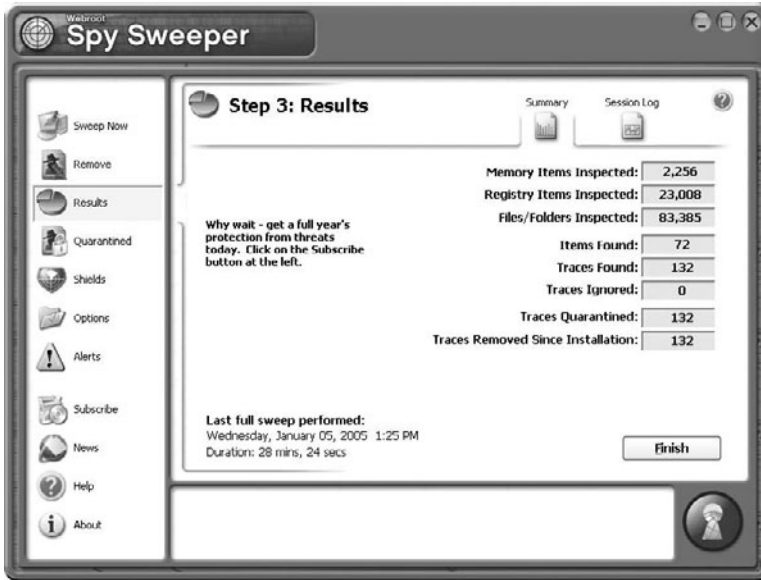 Webroot
Spy Sweeper
Sweep Now
Remove
Results
Quarantined
Shields
Options
Alerts
Subscribe
News
Help
About
Step 3: Results
Summary
Session Log
Why wait - get a full year's
protection from threats
today. Click on the Subscribe
button at the left.
Memory Items Inspected: 2,256
Registry Items Inspected: 23,008
Files/Folders Inspected: 83,385
Items Found: 72
Traces Found: 132
Traces Ignored: 0
Traces Quarantined: 132
Traces Removed Since Installation: 132
Last full sweep performed:
Wednesday, January 05, 2005 1:25 PM
Duration: 28 mins, 24 secs
Finish